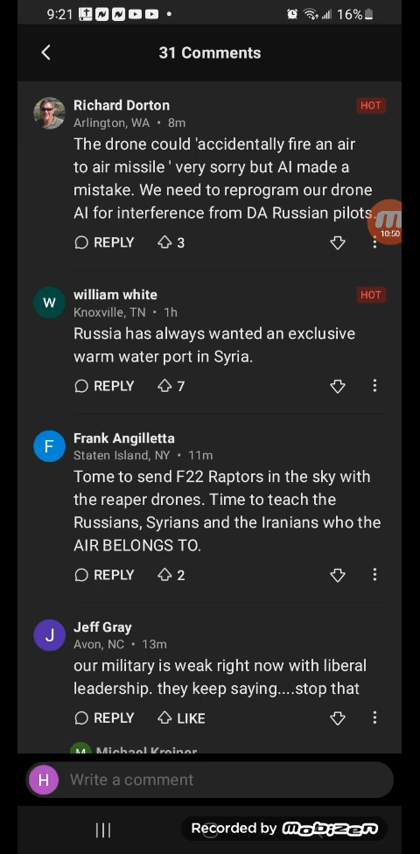 9:21
16%
31 Comments
Richard Dorton
HOT
Arlington, WA • 8m
The drone could 'accidentally fire an air
to air missile ' very sorry but AI made a
mistake. We need to reprogram our drone
AI for interference from DA Russian pilots.
10:50
REPLY 3
W
william white
HOT
Knoxville, TN • 1h
Russia has always wanted an exclusive
warm water port in Syria.
REPLY 7
F
Frank Angilletta
Staten Island, NY • 11m
Tome to send F22 Raptors in the sky with
the reaper drones. Time to teach the
Russians, Syrians and the Iranians who the
AIR BELONGS TO.
REPLY 2
J
Jeff Gray
Avon, NC • 13m
our military is weak right now with liberal
leadership. they keep saying....stop that
REPLY LIKE
M Michael Kreiner
H Write a comment
Recorded by mobizen